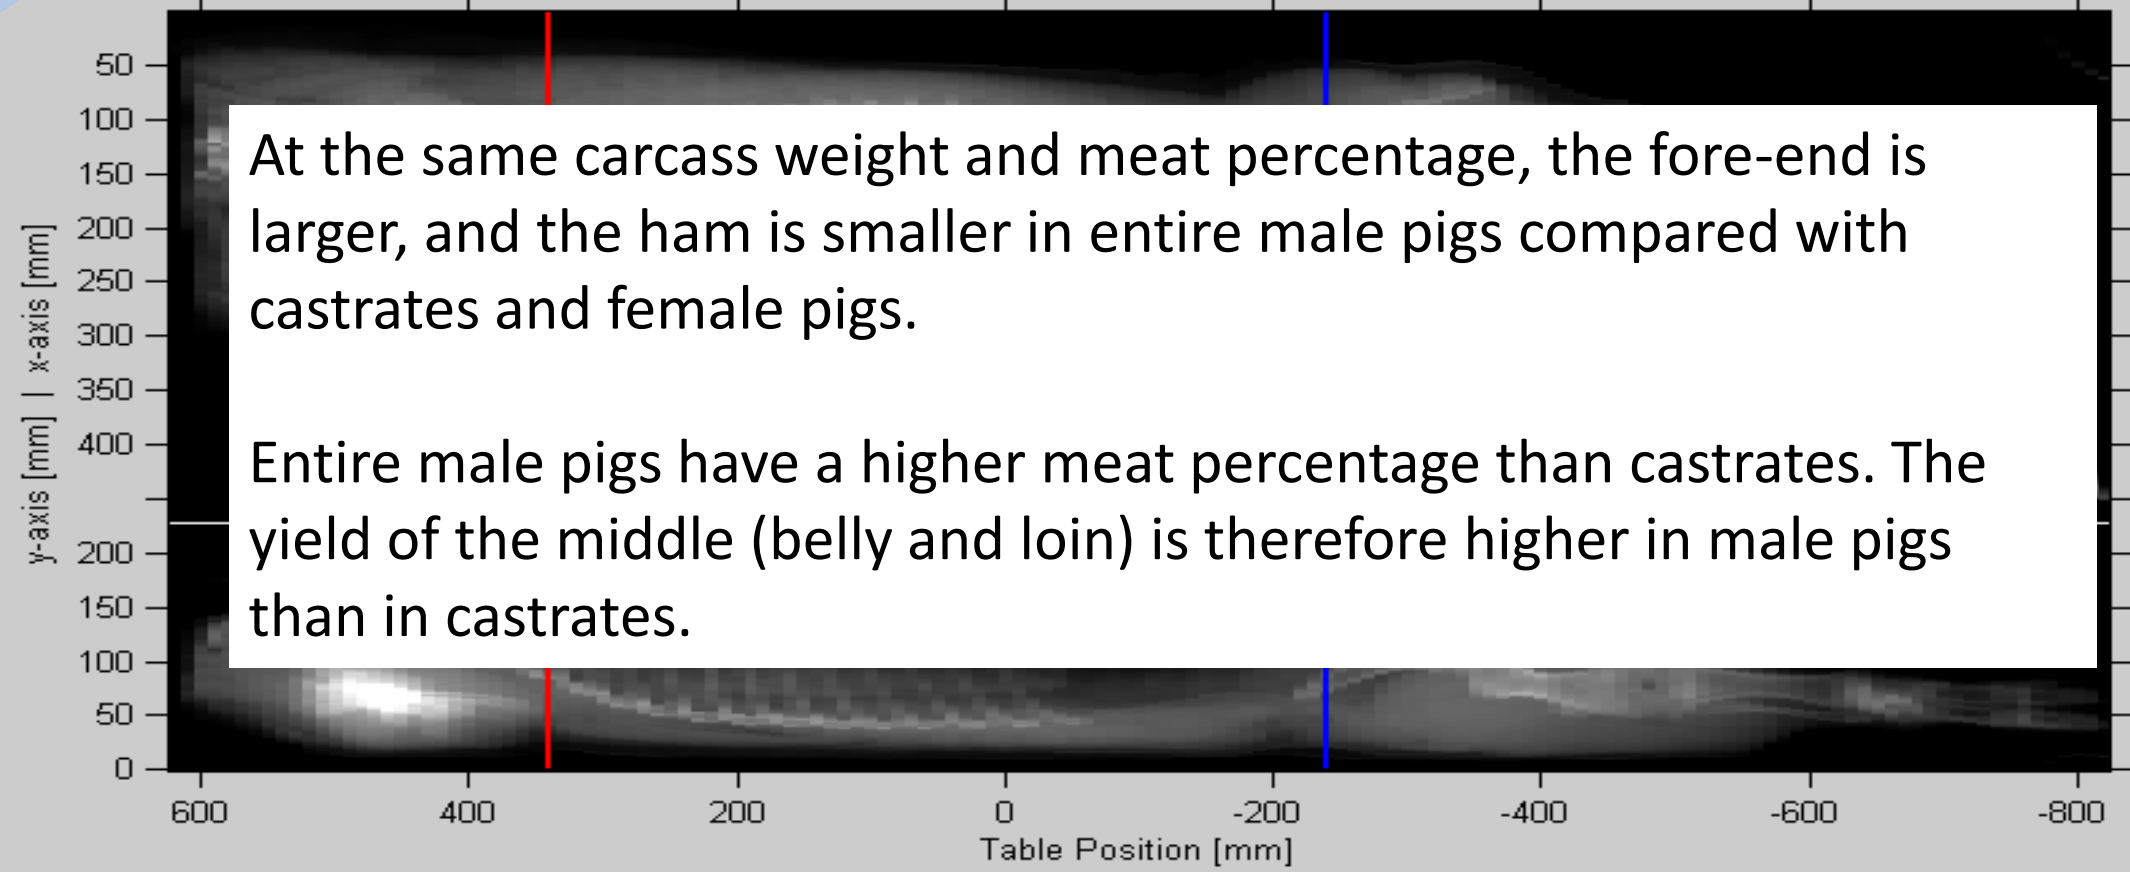 50
100
150
200
250
300
350
400
200
150
100
50
0
y-axis [mm] | x-axis [mm]
At the same carcass weight and meat percentage, the fore-end is
larger, and the ham is smaller in entire male pigs compared with
castrates and female pigs.
Entire male pigs have a higher meat percentage than castrates. The
yield of the middle (belly and loin) is therefore higher in male pigs
than in castrates.
600 400 200 0 -200 -400 -600 -800
Table Position [mm]